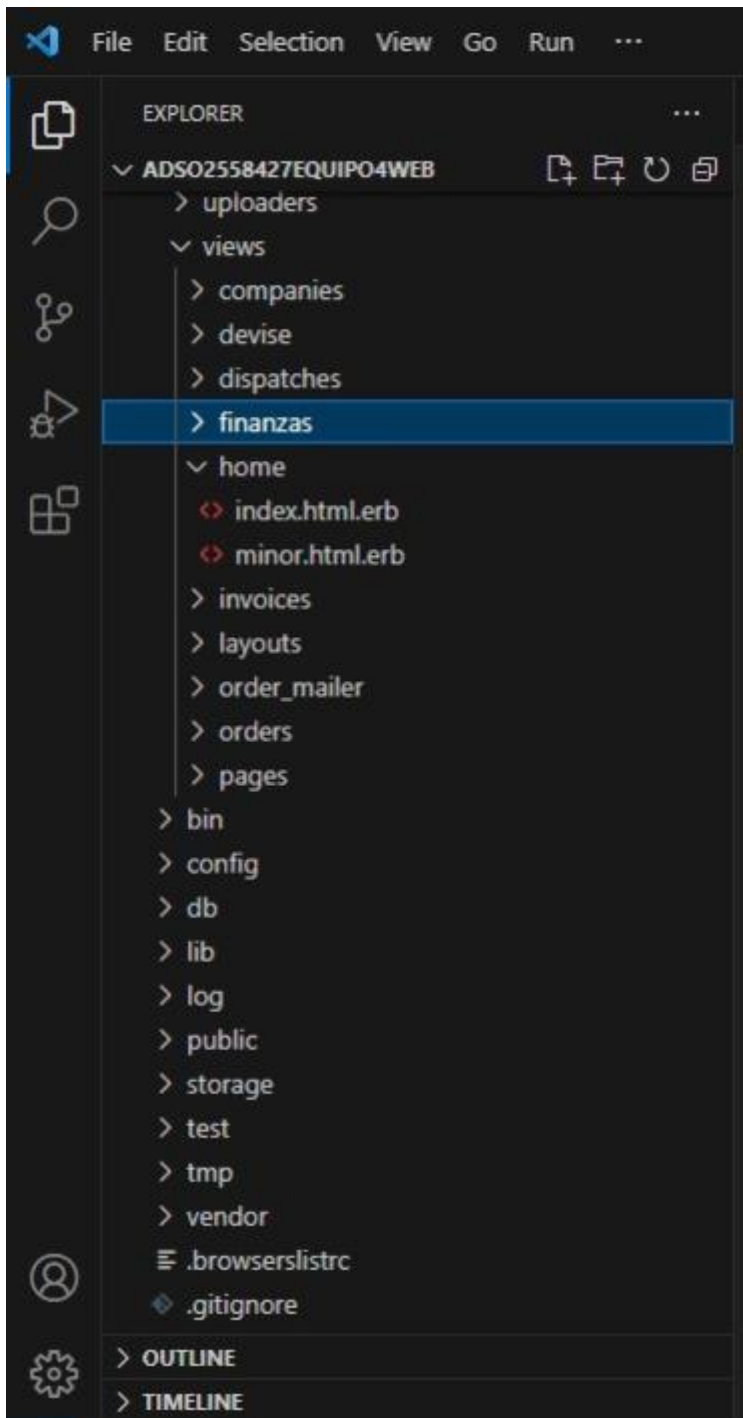 File Edit Selection View Go Run ...
EXPLORER ...
ADSO2558427EQUIPO4WEB
uploaders
views
companies
devise
dispatches
finanzas
home
index.html.erb
minor.html.erb
invoices
layouts
order_mailer
orders
pages
bin
config
db
lib
log
public
storage
test
tmp
vendor
.browserslistrc
.gitignore
OUTLINE
TIMELINE